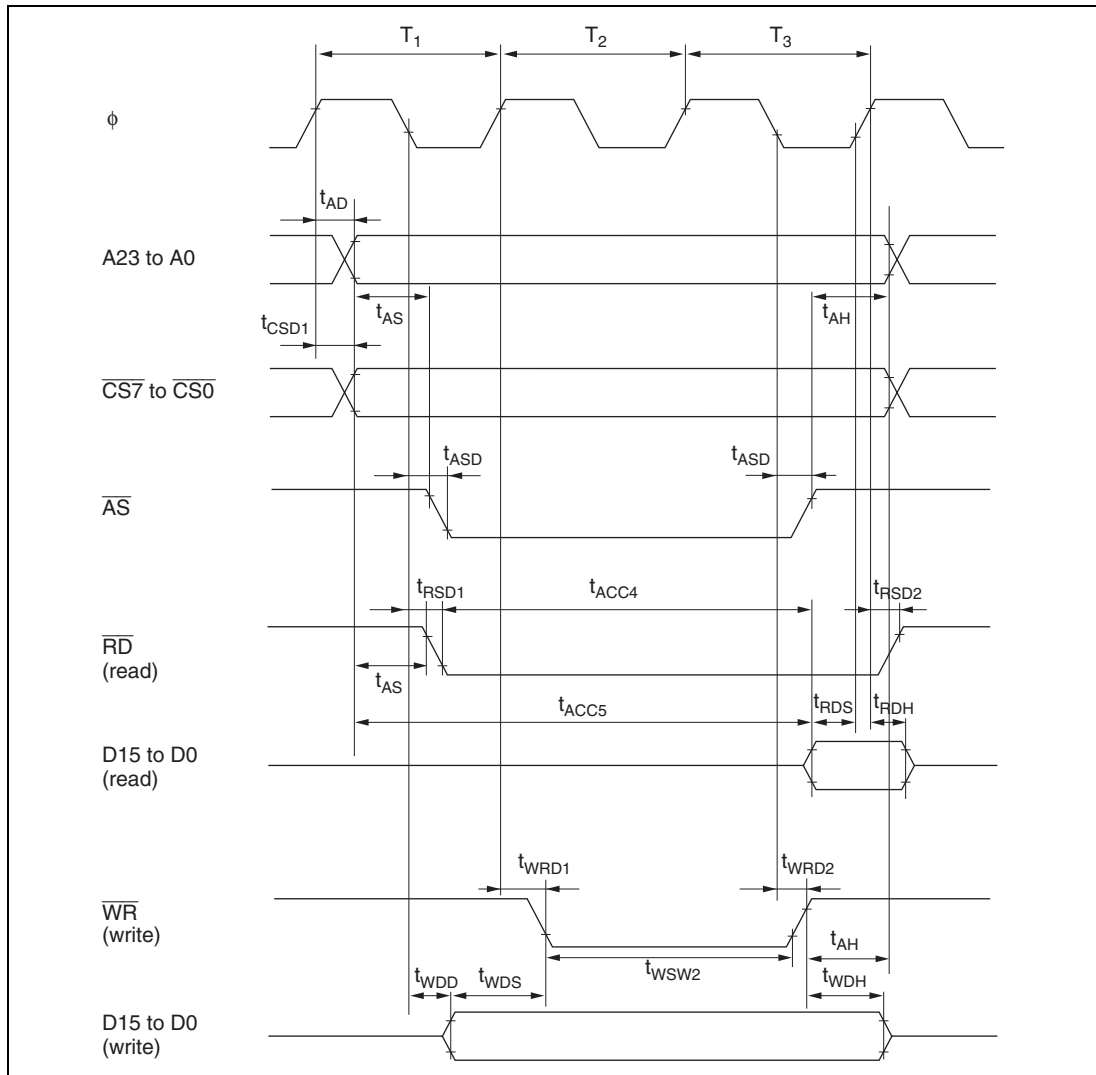 T1 T2 T3
φ
tAD
A23 to A0
tAS tAH
tCSD1
CS7 to CS0
tASD tASD
AS
tRSD1 tACC4 tRSD2
RD
(read)
tAS
tACC5 tRDS tRDH
D15 to D0
(read)
tWRD1 tWRD2
WR
(write)
tAH
tWSW2
tWDD tWDS tWDH
D15 to D0
(write)